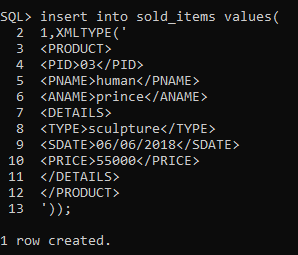 SQL> insert into sold_items values(
2 1,XMLTYPE('
3 <PRODUCT>
4 <PID>03</PID>
5 <PNAME>human</PNAME>
6 <ANAME>prince</ANAME>
7 <DETAILS>
8 <TYPE>sculpture</TYPE>
9 <SDATE>06/06/2018</SDATE>
10 <PRICE>55000</PRICE>
11 </DETAILS>
12 </PRODUCT>
13 '));
1 row created.